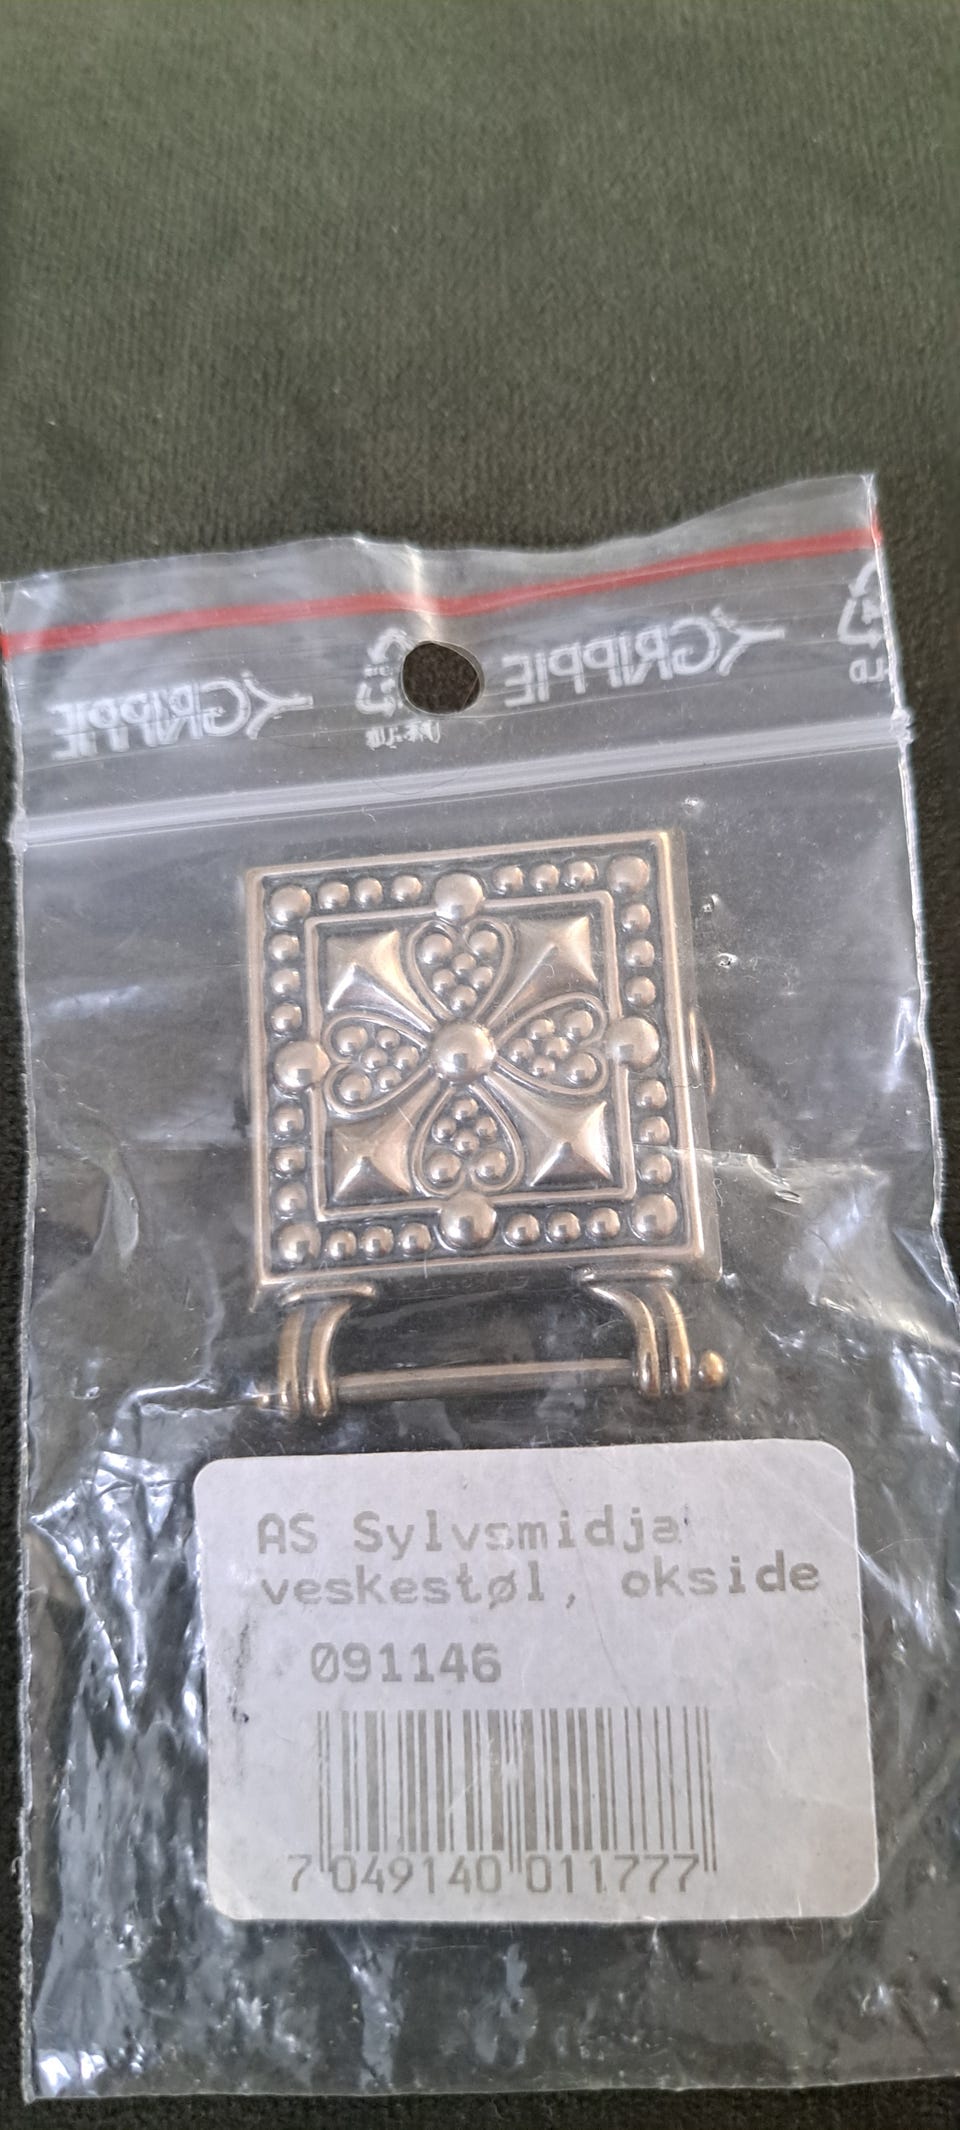 GRIPPIE GRIPPIE
AS Sylvsmidja
veskestøl, okside
091146
7 049140 011777